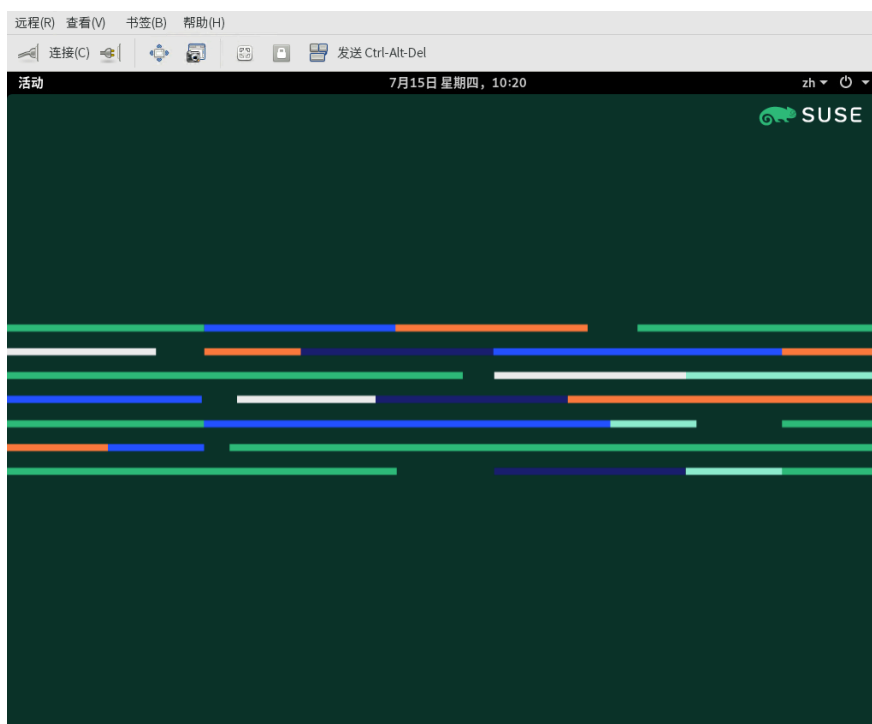 远程(R) 查看(V) 书签(B) 帮助(H)
连接(C) 发送 Ctrl-Alt-Del
活动 7月15日 星期四，10:20 zh
SUSE